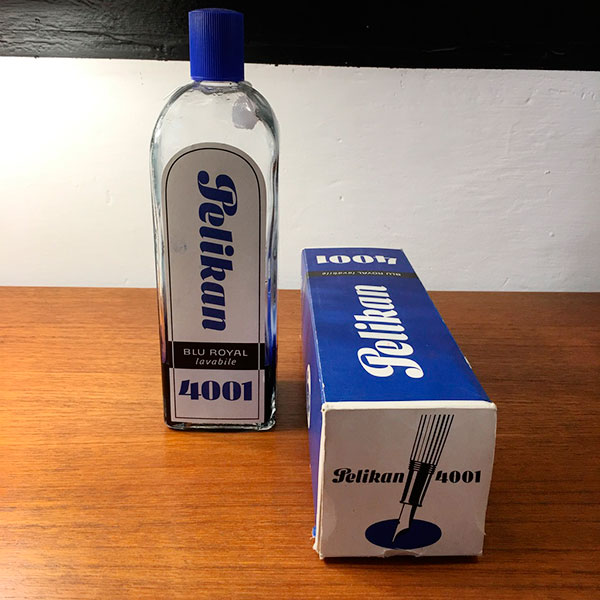 Pelikan
BLU ROYAL
lavabile
4001
4001
BLU ROYAL lavabile
Pelikan
Pelikan 4001